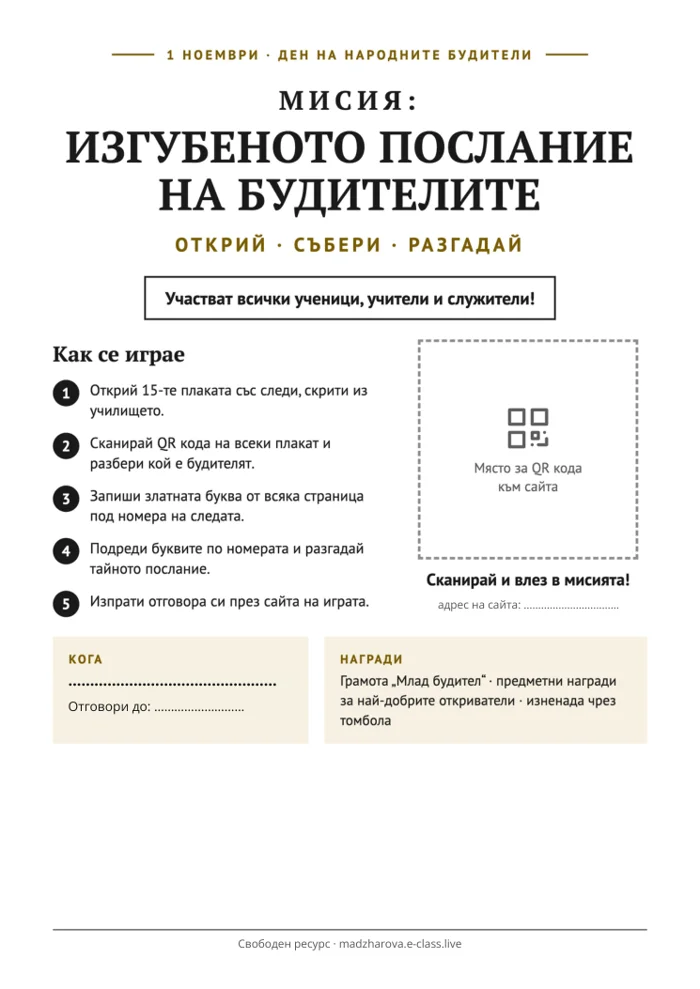 1 НОЕМВРИ · ДЕН НА НАРОДНИТЕ БУДИТЕЛИ
МИСИЯ:
ИЗГУБЕНОТО ПОСЛАНИЕ
НА БУДИТЕЛИТЕ
ОТКРИЙ · СЪБЕРИ · РАЗГАДАЙ
Участват всички ученици, учители и служители!
Как се играе
1 Открий 15-те плаката със следи, скрити из
училището.
2 Сканирай QR кода на всеки плакат и
разбери кой е будителят.
3 Запиши златната буква от всяка страница
под номера на следата.
4 Подреди буквите по номерата и разгадай
тайното послание.
5 Изпрати отговора си през сайта на играта.
Място за QR кода
към сайта
Сканирай и влез в мисията!
адрес на сайта: ................................
КОГА
................................................
Отговори до: ...........................
НАГРАДИ
Грамота „Млад будител“ · предметни награди
за най-добрите откриватели · изненада чрез
томбола
Свободен ресурс · madzharova.e-class.live